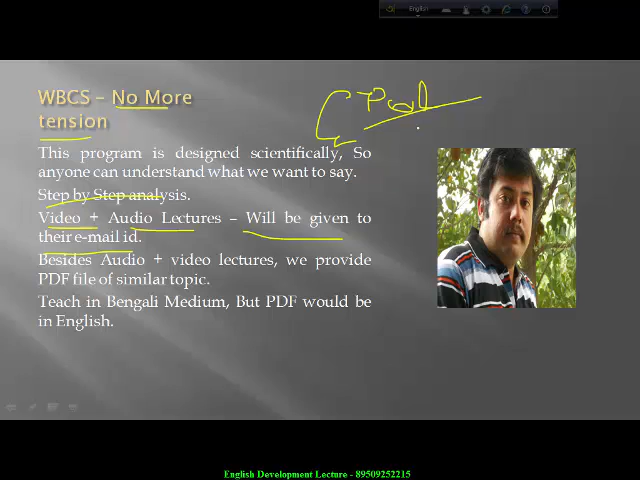 English
WBCS – No More
tension
This program is designed scientifically, So
anyone can understand what we want to say.
Step by Step analysis.
Video + Audio Lectures – Will be given to
their e-mail id.
Besides Audio + video lectures, we provide
PDF file of similar topic.
Teach in Bengali Medium, But PDF would be
in English.
English Development Lecture - 89509252215